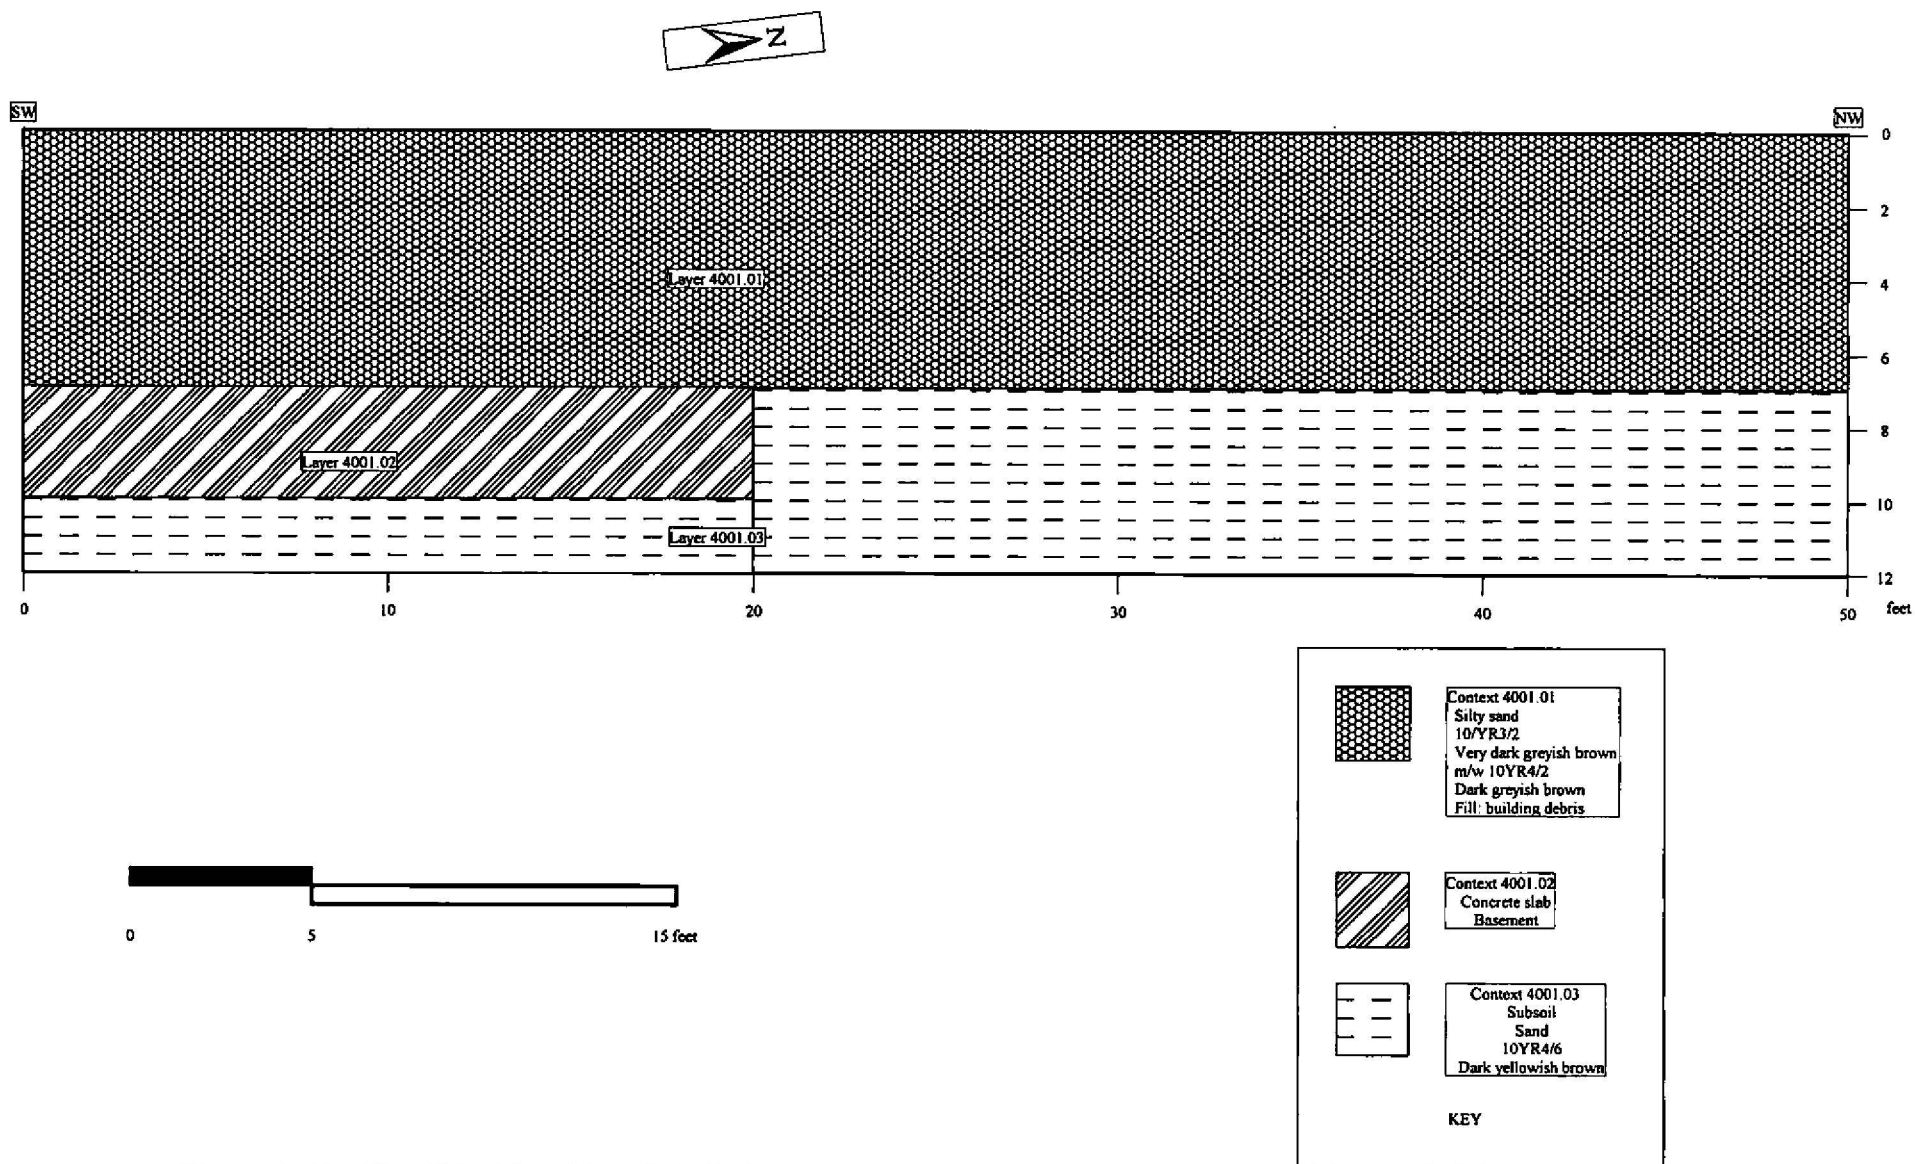 N
SW
NW
0
2
Layer 4001.01
4
6
8
Layer 4001.02
10
Layer 4001.03
12
0 10 20 30 40 50 feet
Context 4001.01
Silty sand
10/YR3/2
Very dark greyish brown
m/w 10YR4/2
Dark greyish brown
Fill: building debris
Context 4001.02
Concrete slab
Basement
0 5 15 feet
Context 4001.03
Subsoil
Sand
10YR4/6
Dark yellowish brown
KEY